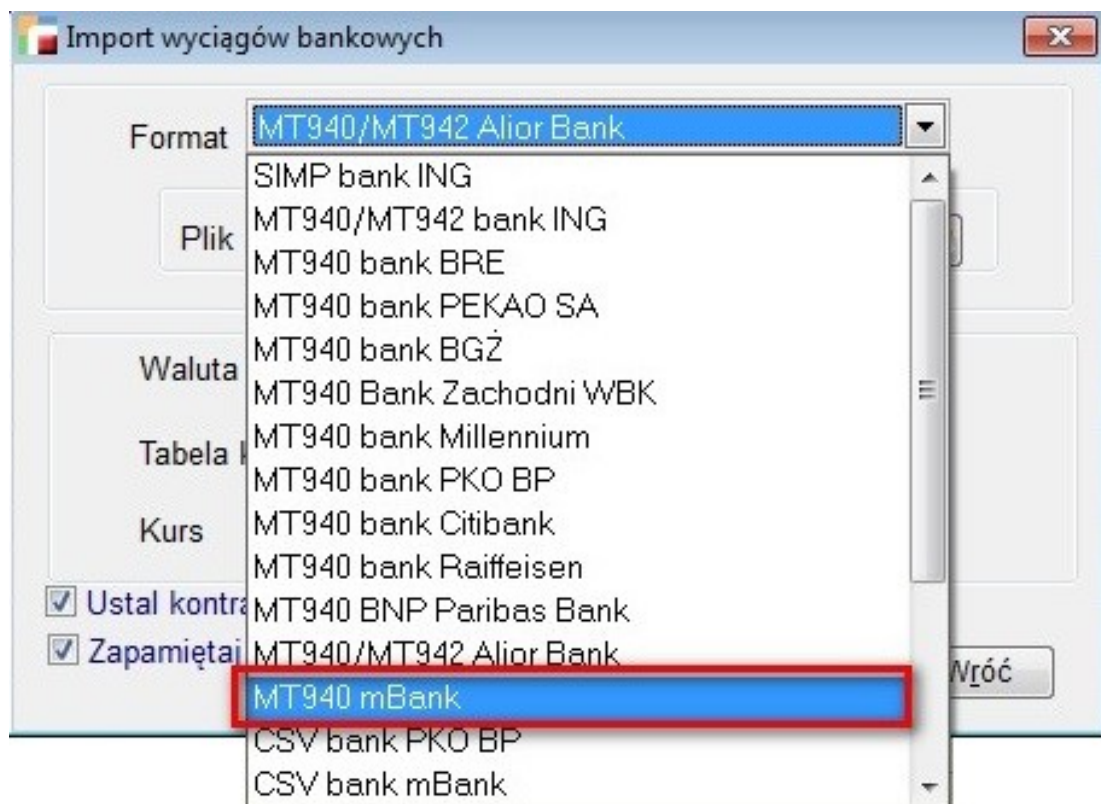 Import wyciągów bankowych
Format MT940/MT942 Alior Bank
SIMP bank ING
MT940/MT942 bank ING
Plik
MT940 bank BRE
MT940 bank PEKAO SA
MT940 bank BGŻ
Waluta
MT940 Bank Zachodni WBK
MT940 bank Millennium
Tabela
MT940 bank PKO BP
MT940 bank Citibank
Kurs
MT940 bank Raiffeisen
Ustal
MT940 BNP Paribas Bank
Zapamiętaj
MT940/MT942 Alior Bank
Wróć
MT940 mBank
CSV bank PKO BP
CSV bank mBank